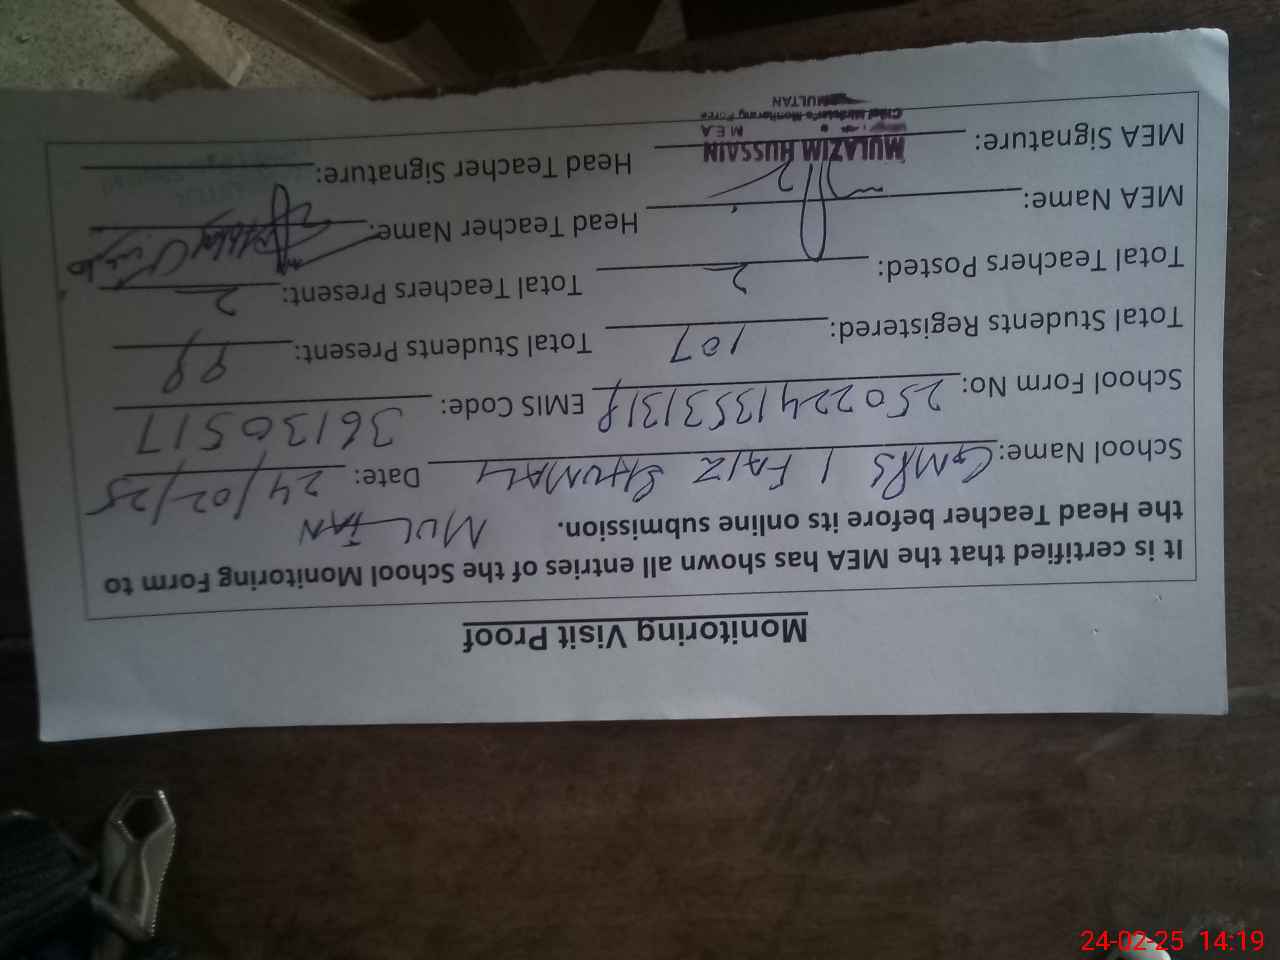 Monitoring Visit Proof
It is certified that the MEA has shown all entries of the School Monitoring Form to
the Head Teacher before its online submission. MULTAN
School Name: GMPS 1 FAIZ SHUMALI Date: 24/02/25
School Form No: 25022413531318 EMIS Code: 36130517
Total Students Registered: 107 Total Students Present: 99
Total Teachers Posted: 2 Total Teachers Present: 2
MEA Name: Head Teacher Name:
MEA Signature: Head Teacher Signature:
MULAZIM HUSSAIN
M.E.A
Chief Minister's Monitoring Force
MULTAN
24-02-25 14:19